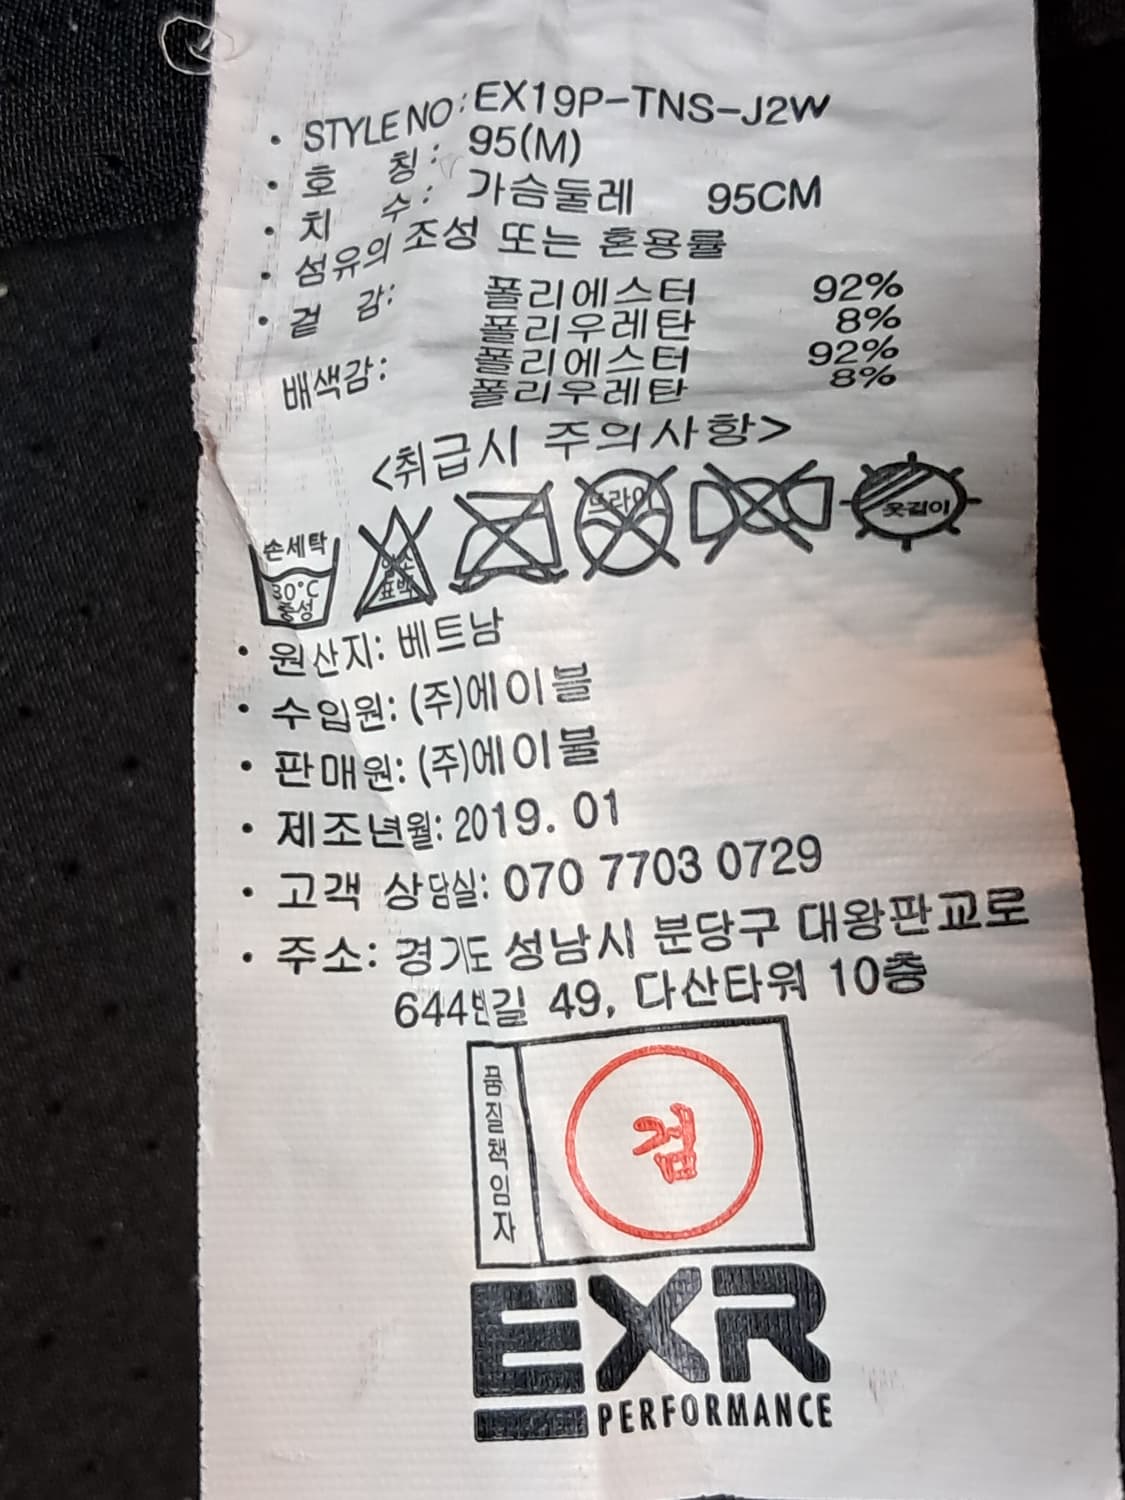 • STYLE NO: EX19P-TNS-J2W
• 호 칭: 95(M)
• 치 수: 가슴둘레 95CM
• 섬유의 조성 또는 혼용률
• 겉 감: 폴리에스터 92%
폴리우레탄 8%
배색감: 폴리에스터 92%
폴리우레탄 8%
<취급시 주의사항>
손세탁
30°C
중성
염소
표백
드라이
옷걸이
• 원산지: 베트남
• 수입원: (주)에이블
• 판매원: (주)에이블
• 제조년월: 2019. 01
• 고객 상담실: 070 7703 0729
• 주소: 경기도 성남시 분당구 대왕판교로
644번길 49, 다산타워 10층
품질책임자
검
EXR
PERFORMANCE